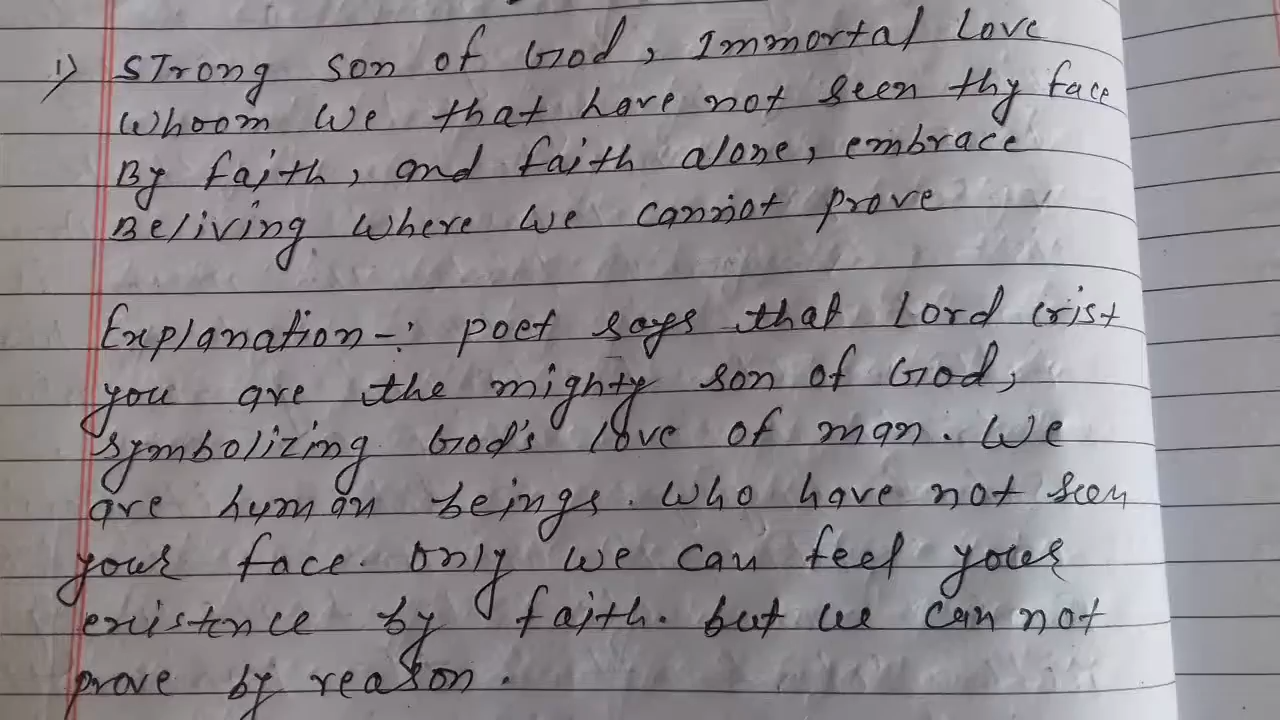 1) Strong son of God, Immortal Love
Whoom we that have not seen thy face
By faith, and faith alone, embrace
Beliving where we cannot prove
Explanation -: poet says that Lord Crist
you are the mighty son of God,
symbolizing God's love of man. We
are human beings. who have not seen
your face. only we can feel your
existence by faith. but we can not
prove by reason.